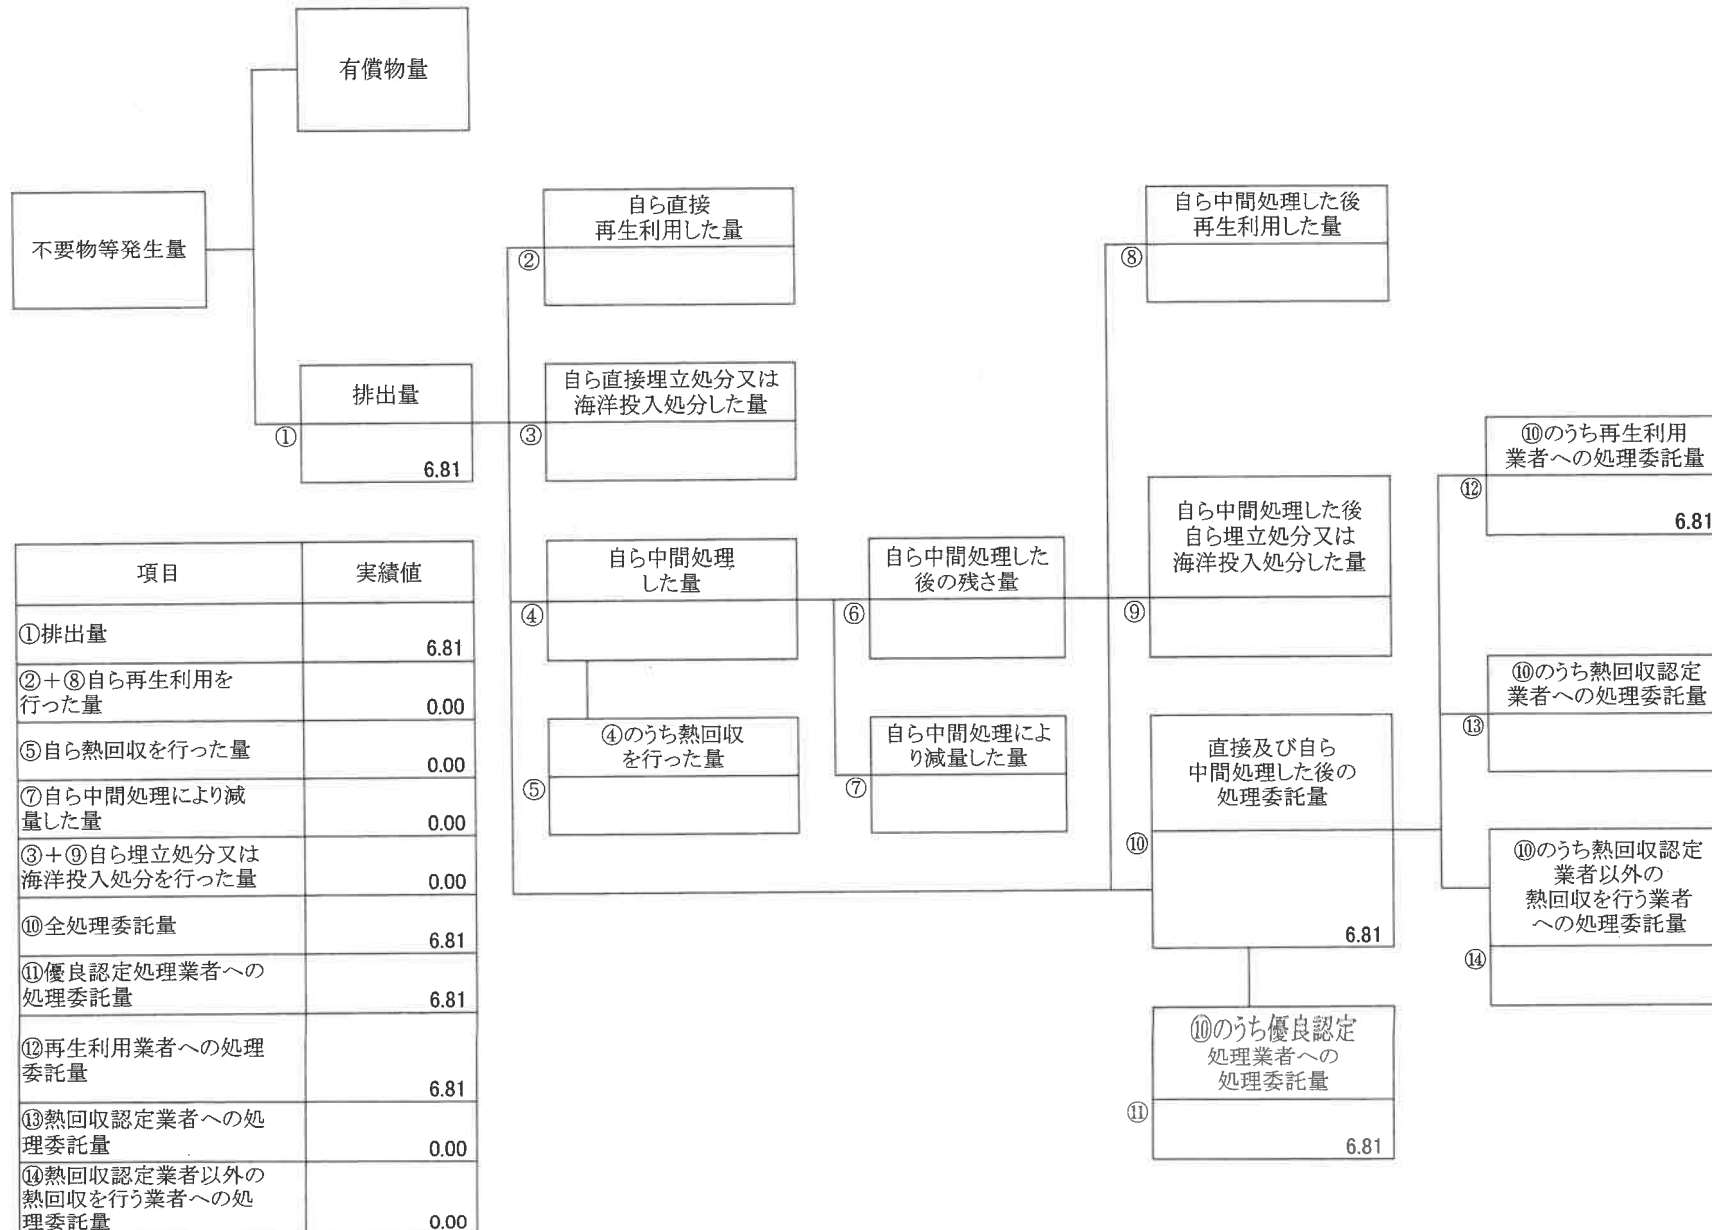 有償物量
不要物等発生量
排出量
①
6.81
自ら直接
再生利用した量
②
自ら直接埋立処分又は
海洋投入処分した量
③
自ら中間処理
した量
④
④のうち熱回収
を行った量
⑤
自ら中間処理した
後の残さ量
⑥
自ら中間処理によ
り減量した量
⑦
自ら中間処理した後
再生利用した量
⑧
自ら中間処理した後
自ら埋立処分又は
海洋投入処分した量
⑨
直接及び自ら
中間処理した後の
処理委託量
⑩
6.81
⑩のうち優良認定
処理業者への
処理委託量
⑪
6.81
⑩のうち再生利用
業者への処理委託量
⑫
6.81
⑩のうち熱回収認定
業者への処理委託量
⑬
⑩のうち熱回収認定
業者以外の
熱回収を行う業者
への処理委託量
⑭
項目 実績値
①排出量 6.81
②+⑧自ら再生利用を
行った量 0.00
⑤自ら熱回収を行った量 0.00
⑦自ら中間処理により減
量した量 0.00
③+⑨自ら埋立処分又は
海洋投入処分を行った量 0.00
⑩全処理委託量 6.81
⑪優良認定処理業者への
処理委託量 6.81
⑫再生利用業者への処理
委託量 6.81
⑬熱回収認定業者への処
理委託量 0.00
⑭熱回収認定業者以外の
熱回収を行う業者への処
理委託量 0.00